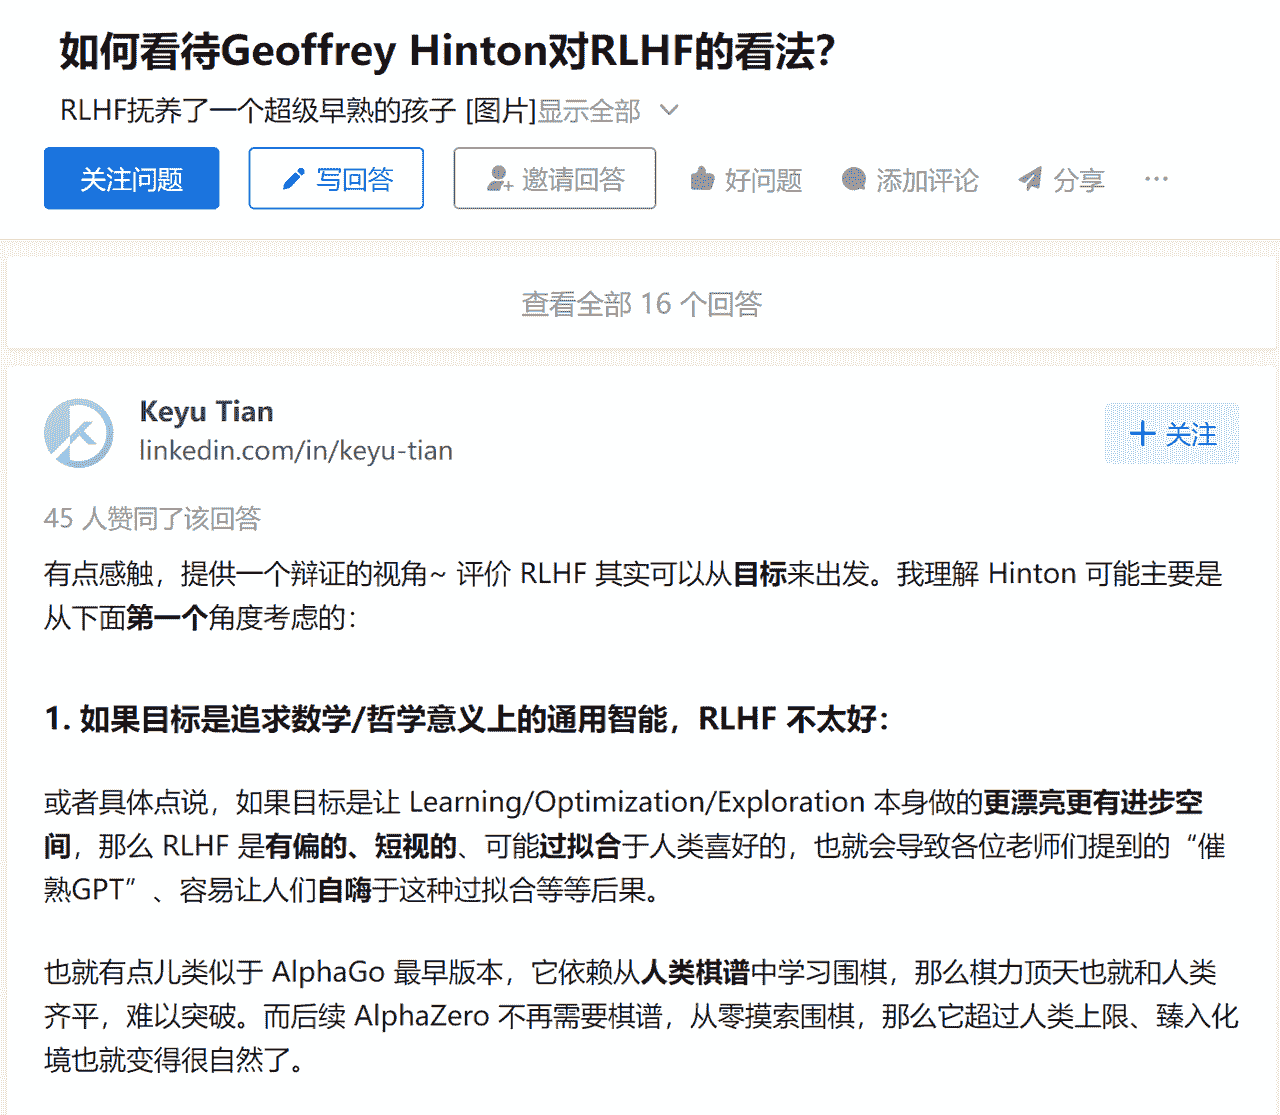 如何看待Geoffrey Hinton对RLHF的看法？
RLHF抚养了一个超级早熟的孩子 [图片]显示全部
关注问题 写回答 邀请回答 好问题 添加评论 分享 ···
查看全部 16 个回答
Keyu Tian
linkedin.com/in/keyu-tian
+ 关注
45 人赞同了该回答
有点感触，提供一个辩证的视角~ 评价 RLHF 其实可以从目标来出发。我理解 Hinton 可能主要是
从下面第一个角度考虑的：
1. 如果目标是追求数学/哲学意义上的通用智能，RLHF 不太好：
或者具体点说，如果目标是让 Learning/Optimization/Exploration 本身做的更漂亮更有进步空
间，那么 RLHF 是有偏的、短视的、可能过拟合于人类喜好的，也就会导致各位老师们提到的“催
熟GPT”、容易让人们自嗨于这种过拟合等等后果。
也就有点儿类似于 AlphaGo 最早版本，它依赖从人类棋谱中学习围棋，那么棋力顶天也就和人类
齐平，难以突破。而后续 AlphaZero 不再需要棋谱，从零摸索围棋，那么它超过人类上限、臻入化
境也就变得很自然了。